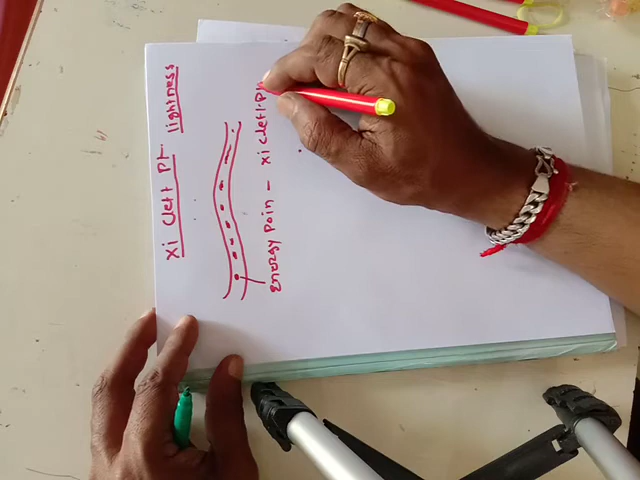 xi cleft Pt. lightness
Energy Poin - xi cleft. P